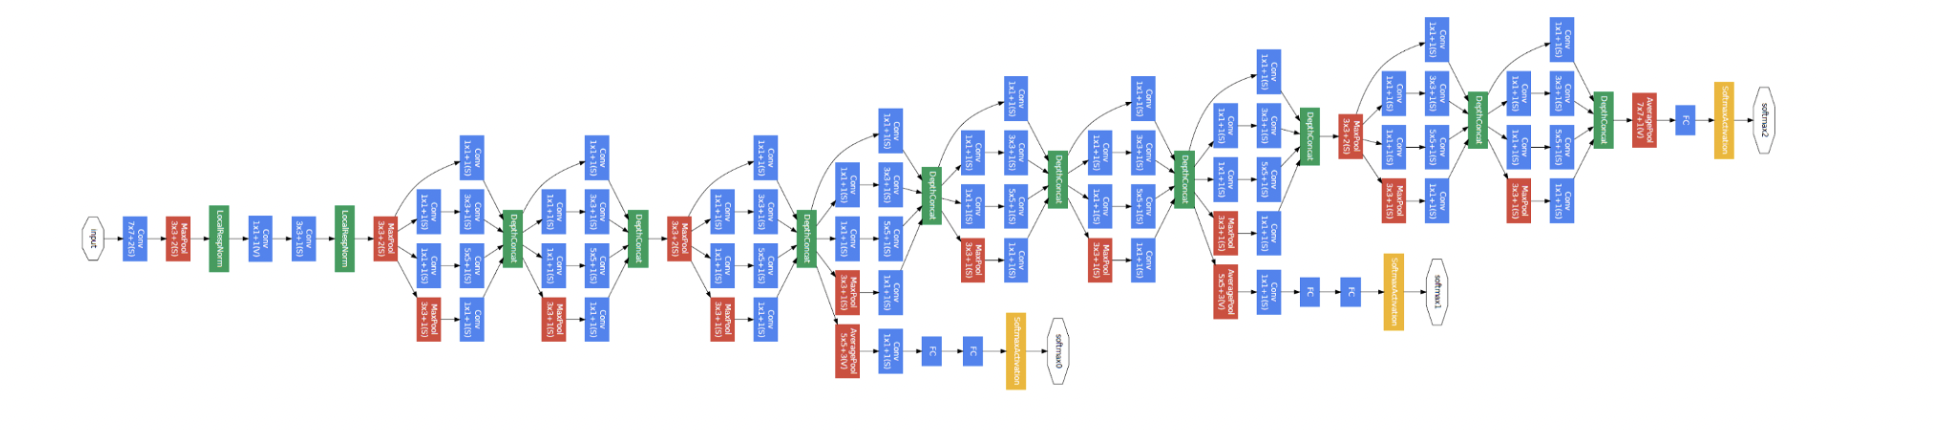 input
Conv
7x7+2(S)
MaxPool
3x3+2(S)
LocalRespNorm
Conv
1x1+1(V)
Conv
3x3+1(S)
LocalRespNorm
MaxPool
3x3+2(S)
Conv
1x1+1(S)
Conv
1x1+1(S)
MaxPool
3x3+1(S)
Conv
1x1+1(S)
Conv
3x3+1(S)
Conv
5x5+1(S)
Conv
1x1+1(S)
DepthConcat
Conv
1x1+1(S)
Conv
1x1+1(S)
MaxPool
3x3+1(S)
Conv
1x1+1(S)
Conv
3x3+1(S)
Conv
5x5+1(S)
Conv
1x1+1(S)
DepthConcat
MaxPool
3x3+2(S)
Conv
1x1+1(S)
Conv
1x1+1(S)
MaxPool
3x3+1(S)
Conv
1x1+1(S)
Conv
3x3+1(S)
Conv
5x5+1(S)
Conv
1x1+1(S)
DepthConcat
Conv
1x1+1(S)
Conv
1x1+1(S)
MaxPool
3x3+1(S)
AveragePool
5x5+3(V)
Conv
1x1+1(S)
Conv
3x3+1(S)
Conv
5x5+1(S)
Conv
1x1+1(S)
Conv
1x1+1(S)
DepthConcat
FC
FC
SoftmaxActivation
softmax0
Conv
1x1+1(S)
Conv
1x1+1(S)
MaxPool
3x3+1(S)
Conv
1x1+1(S)
Conv
3x3+1(S)
Conv
5x5+1(S)
Conv
1x1+1(S)
DepthConcat
Conv
1x1+1(S)
Conv
1x1+1(S)
MaxPool
3x3+1(S)
Conv
1x1+1(S)
Conv
3x3+1(S)
Conv
5x5+1(S)
Conv
1x1+1(S)
DepthConcat
Conv
1x1+1(S)
Conv
1x1+1(S)
MaxPool
3x3+1(S)
AveragePool
5x5+3(V)
Conv
1x1+1(S)
Conv
3x3+1(S)
Conv
5x5+1(S)
Conv
1x1+1(S)
Conv
1x1+1(S)
DepthConcat
FC
FC
SoftmaxActivation
softmax1
MaxPool
3x3+2(S)
Conv
1x1+1(S)
Conv
1x1+1(S)
MaxPool
3x3+1(S)
Conv
1x1+1(S)
Conv
3x3+1(S)
Conv
5x5+1(S)
Conv
1x1+1(S)
DepthConcat
Conv
1x1+1(S)
Conv
1x1+1(S)
MaxPool
3x3+1(S)
Conv
1x1+1(S)
Conv
3x3+1(S)
Conv
5x5+1(S)
Conv
1x1+1(S)
DepthConcat
AveragePool
7x7+1(V)
FC
SoftmaxActivation
softmax2